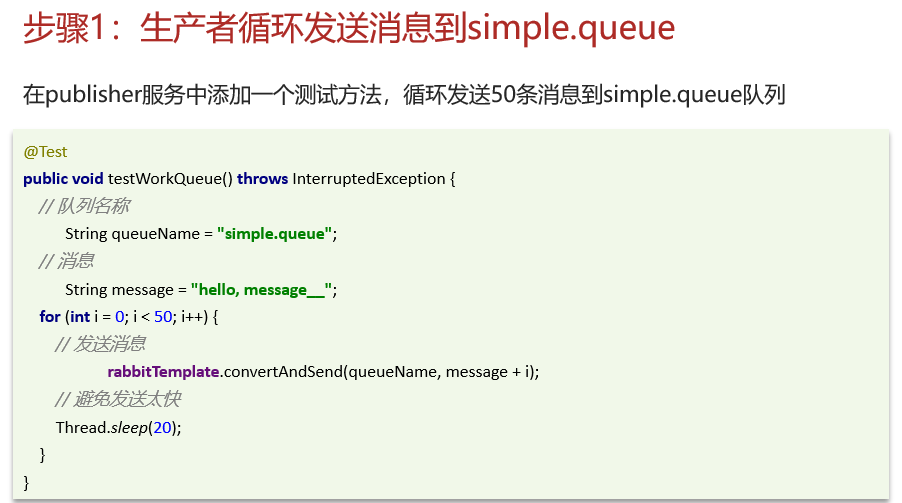 步骤1：生产者循环发送消息到simple.queue
在publisher服务中添加一个测试方法，循环发送50条消息到simple.queue队列
@Test
public void testWorkQueue() throws InterruptedException {
// 队列名称
String queueName = "simple.queue";
// 消息
String message = "hello, message__";
for (int i = 0; i < 50; i++) {
// 发送消息
rabbitTemplate.convertAndSend(queueName, message + i);
// 避免发送太快
Thread.sleep(20);
}
}